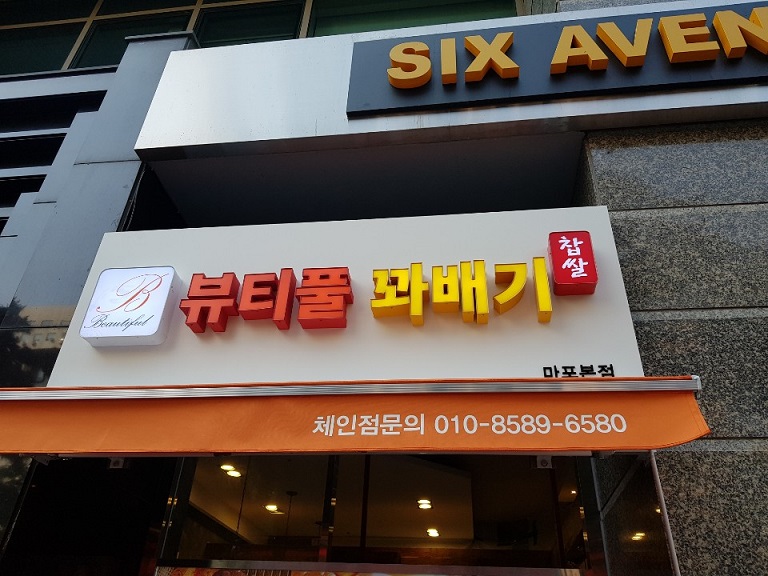 SIX AVEN
B
Beautiful
뷰티풀 꽈배기
찹쌀
마포본점
체인점문의 010-8589-6580